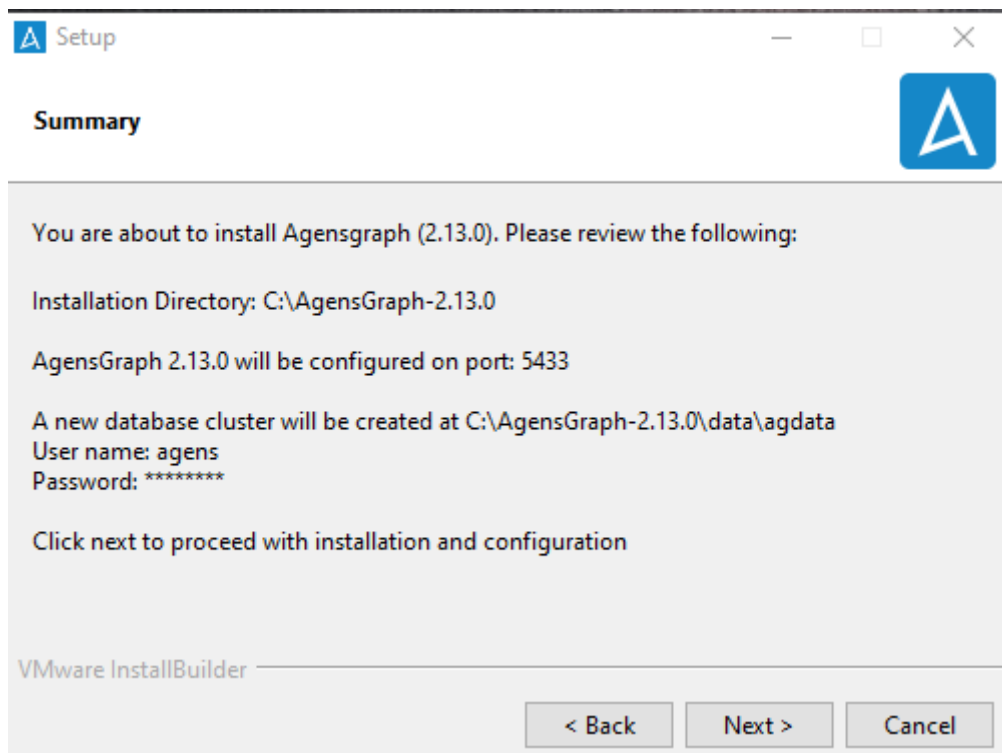 Setup
Summary
You are about to install Agensgraph (2.13.0). Please review the following:
Installation Directory: C:\AgensGraph-2.13.0
AgensGraph 2.13.0 will be configured on port: 5433
A new database cluster will be created at C:\AgensGraph-2.13.0\data\agdata
User name: agens
Password: ********
Click next to proceed with installation and configuration
VMware InstallBuilder
< Back Next > Cancel